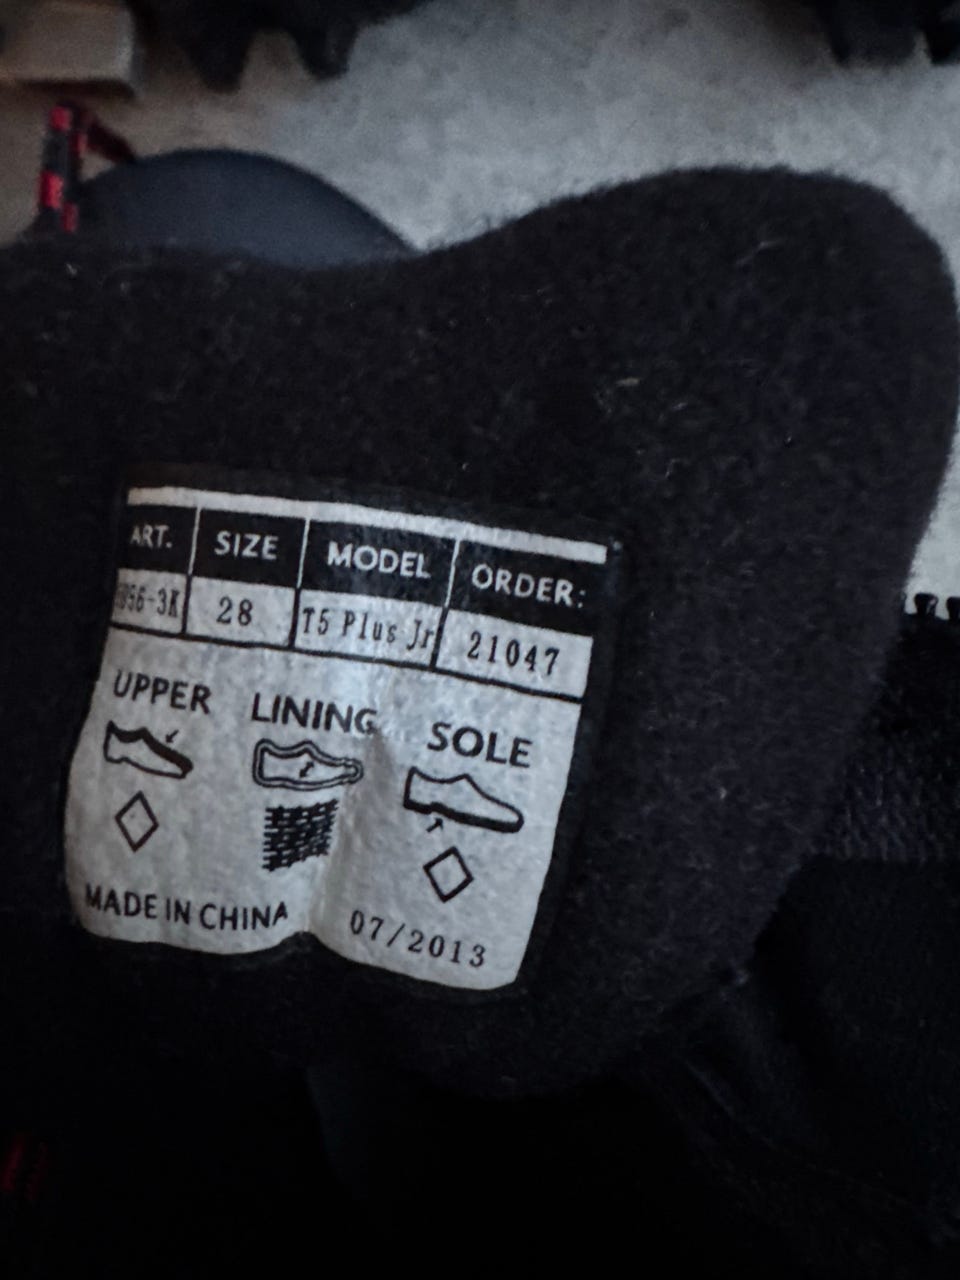 ART. SIZE MODEL ORDER:
28 T5 Plus Jr 21047
UPPER LINING SOLE
MADE IN CHINA 07/2013